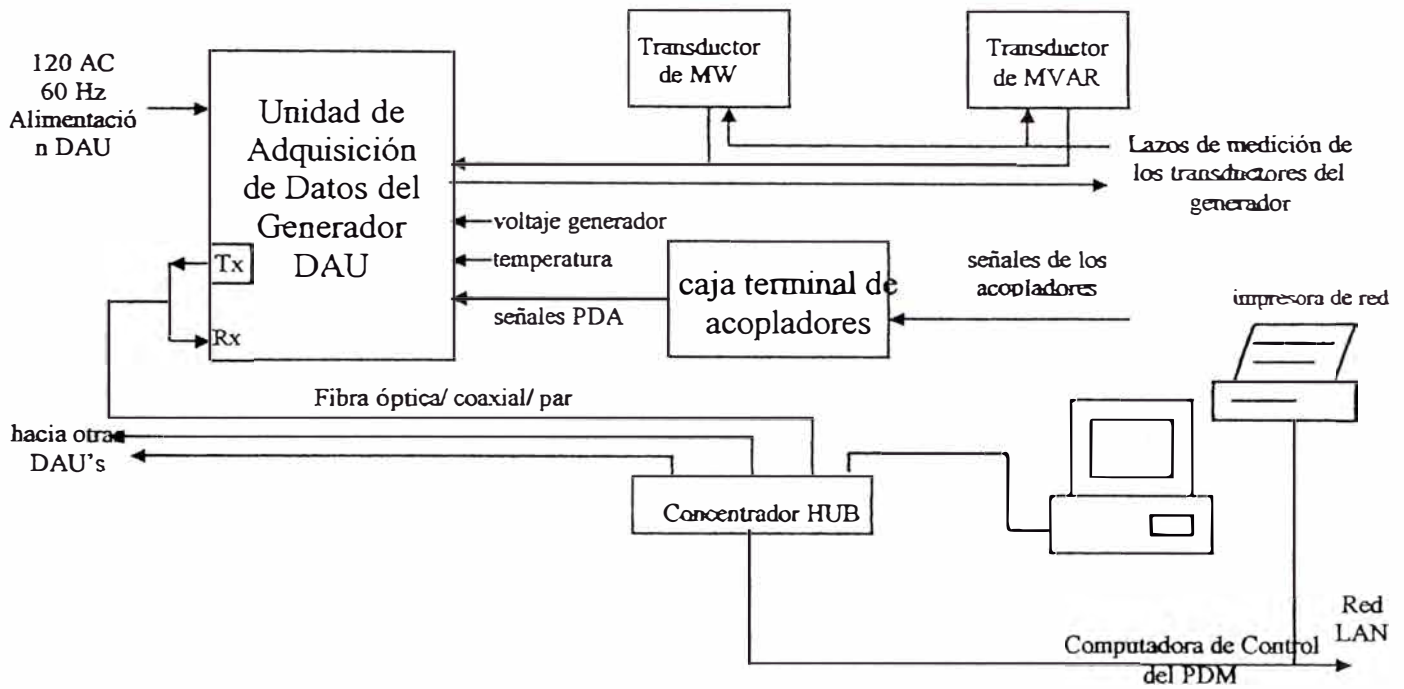 120 AC
60 Hz
Alimentació
n DAU
Unidad de
Adquisición
de Datos del
Generador
DAU
Tx
Rx
Transductor
de MW
Transductor
de MVAR
Lazos de medición de
los transductores del
generador
voltaje generador
temperatura
señales PDA
caja terminal de
acopladores
señales de los
acopladores
impresora de red
Fibra óptica/ coaxial/ par
hacia otra
DAU's
Concentrador HUB
Computadora de Control
del PDM
Red
LAN